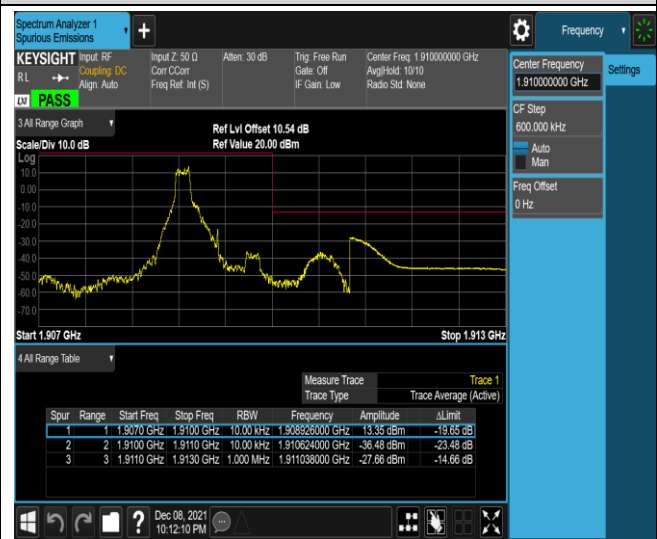 Spectrum Analyzer 1
Spurious Emissions
Frequency
KEYSIGHT
RL
Input: RF
Coupling: DC
Align: Auto
Input Z: 50 Ω
Corr CCorr
Freq Ref: Int (S)
Atten: 30 dB
Trig: Free Run
Gate: Off
IF Gain: Low
Center Freq: 1.910000000 GHz
Avg|Hold: 10/10
Radio Std: None
PASS
Center Frequency
1.910000000 GHz
Settings
CF Step
600.000 kHz
Auto
Man
Freq Offset
0 Hz
3 All Range Graph
Ref Lvl Offset 10.54 dB
Scale/Div 10.0 dB
Ref Value 20.00 dBm
Log
10.0
0.00
-10.0
-20.0
-30.0
-40.0
-50.0
-60.0
-70.0
Start 1.907 GHz
Stop 1.913 GHz
4 All Range Table
Measure Trace Trace 1
Trace Type Trace Average (Active)
Spur Range Start Freq Stop Freq RBW Frequency Amplitude ΔLimit
1 1 1.9070 GHz 1.9100 GHz 10.00 kHz 1.908926000 GHz 13.35 dBm -19.65 dB
2 2 1.9100 GHz 1.9110 GHz 10.00 kHz 1.910624000 GHz -36.48 dBm -23.48 dB
3 3 1.9110 GHz 1.9130 GHz 1.000 MHz 1.911038000 GHz -27.66 dBm -14.66 dB
Dec 08, 2021
10:12:10 PM